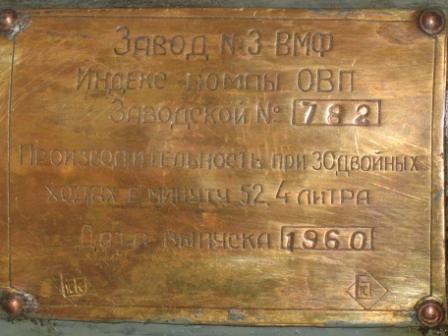 Завод №3 ВМФ
Индекс помпы ОВП
Заводской № 782
Производительность при 30 двойных
ходах в минуту 52,4 литра
Дата выпуска 1960